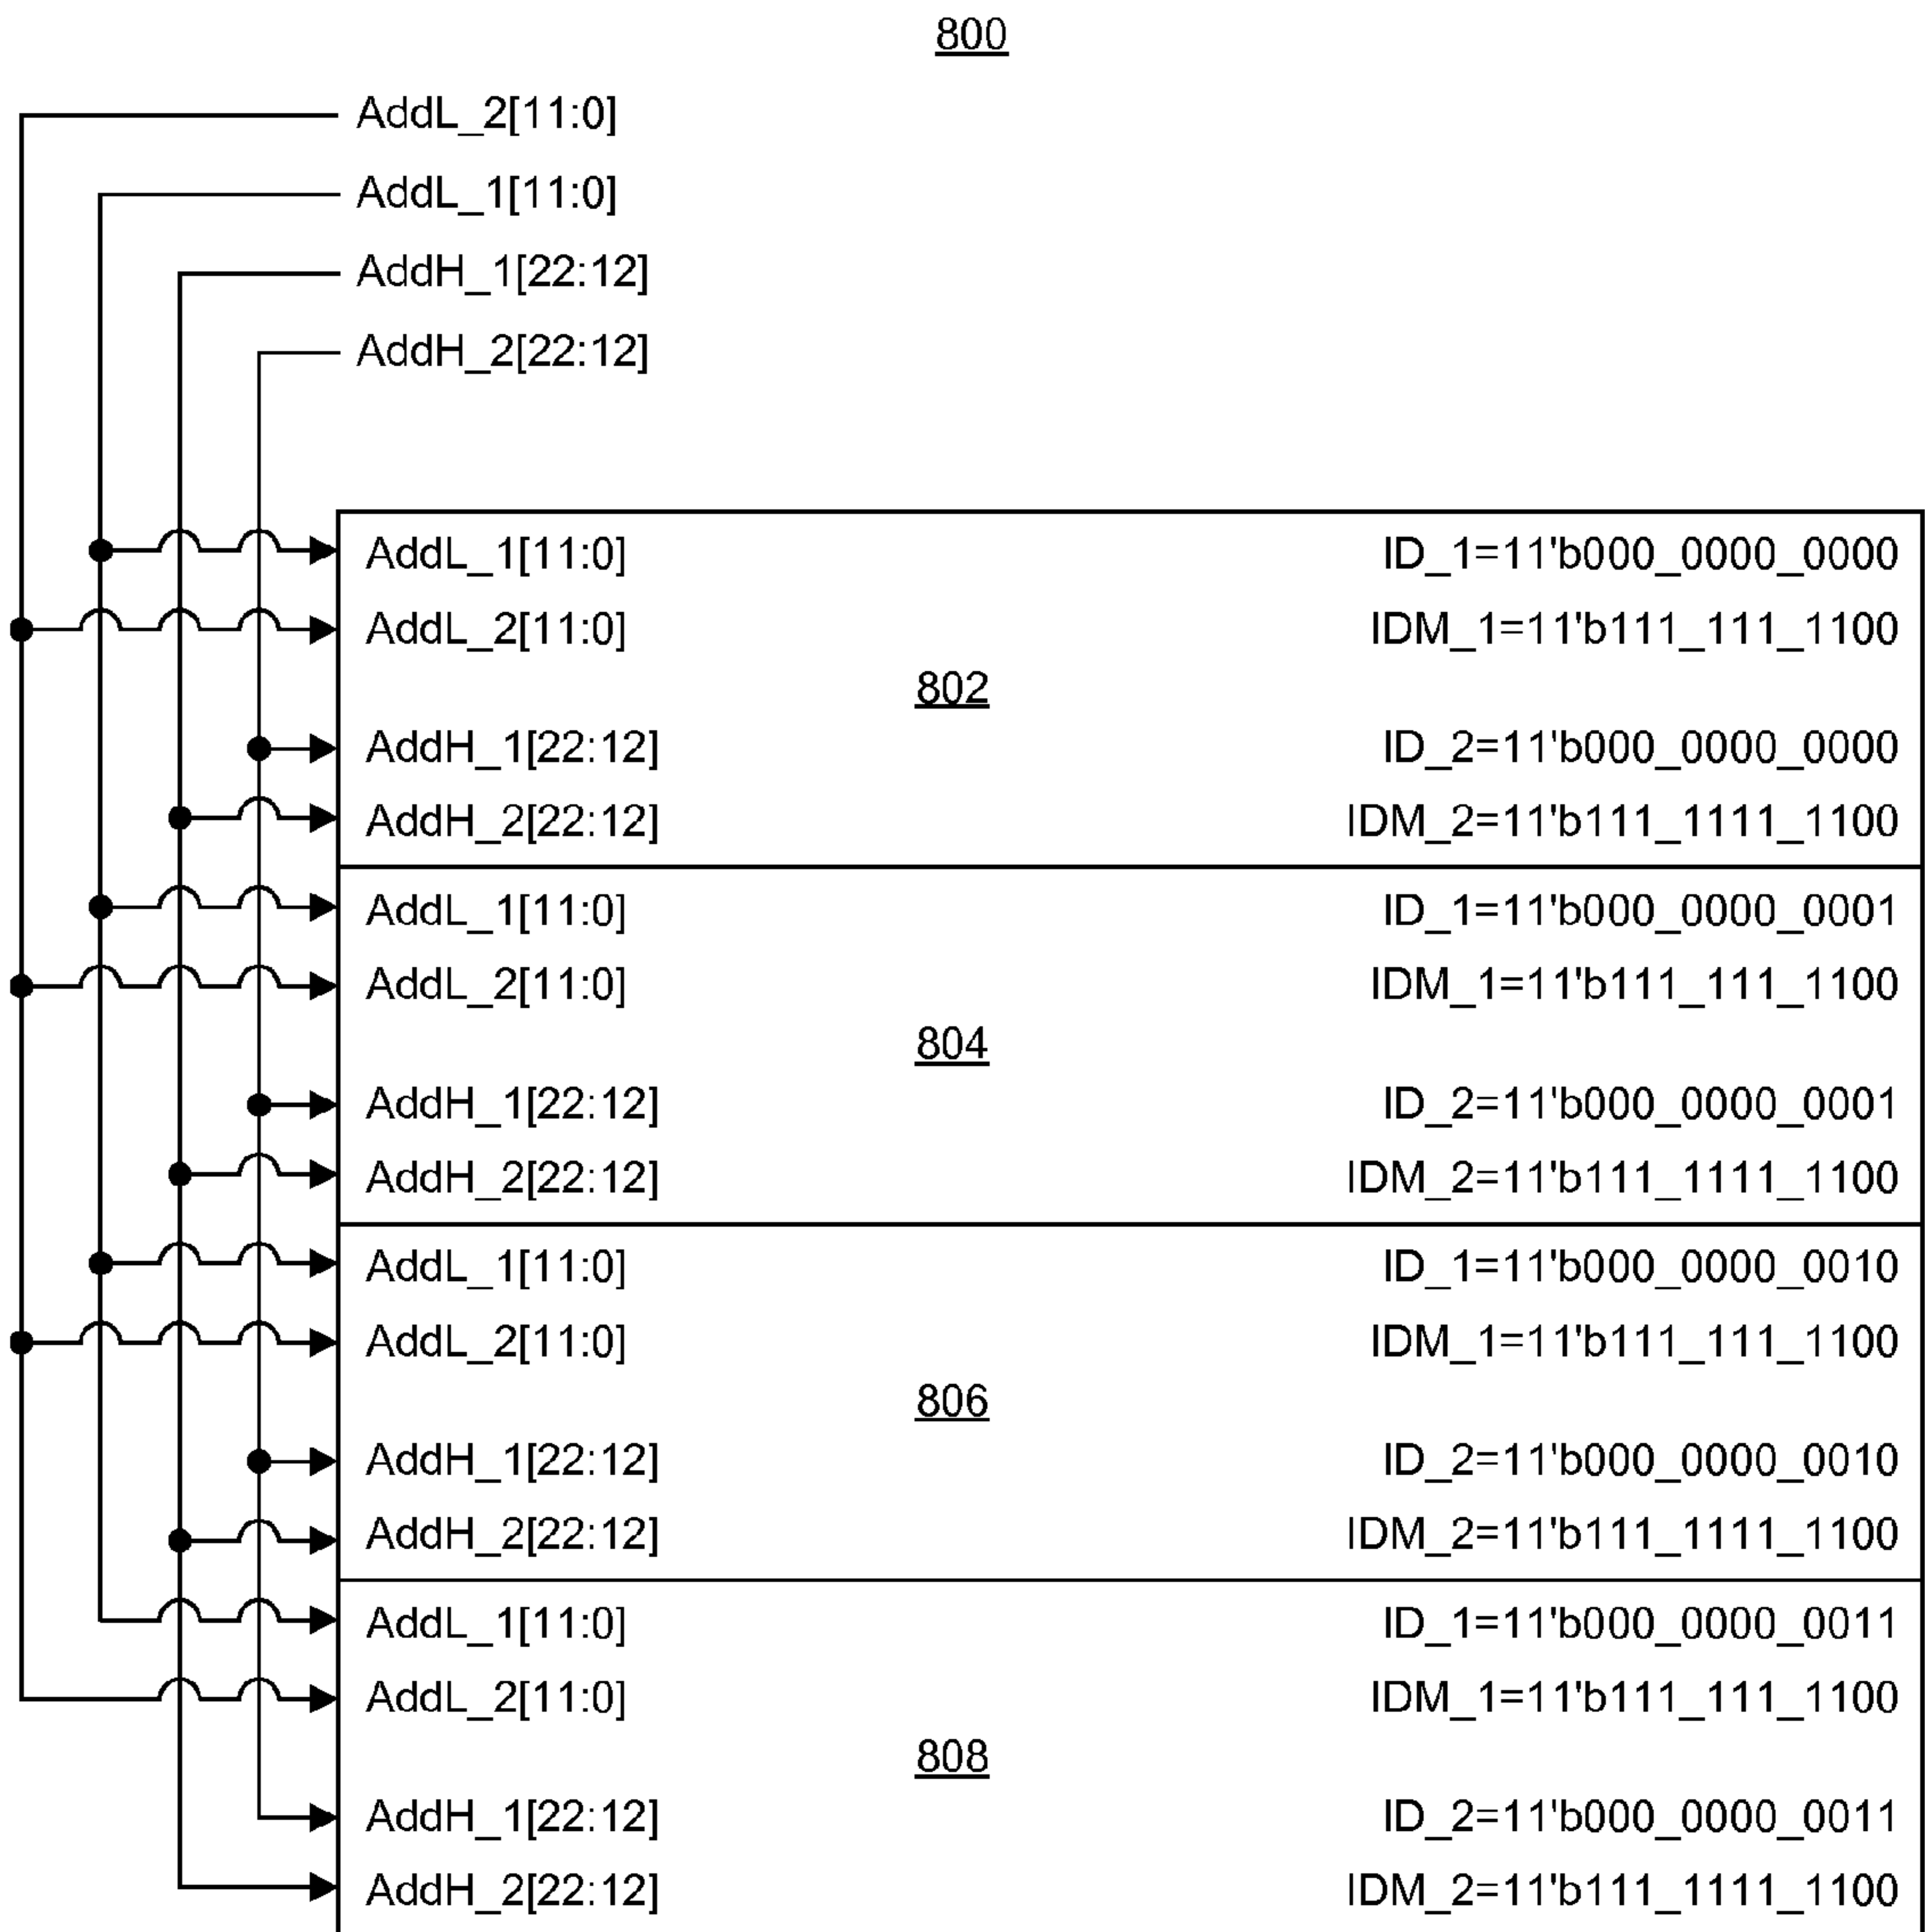 800
AddL_2[11:0]
AddL_1[11:0]
AddH_1[22:12]
AddH_2[22:12]
AddL_1[11:0] ID_1=11'b000_0000_0000
AddL_2[11:0] IDM_1=11'b111_111_1100
802
AddH_1[22:12] ID_2=11'b000_0000_0000
AddH_2[22:12] IDM_2=11'b111_1111_1100
AddL_1[11:0] ID_1=11'b000_0000_0001
AddL_2[11:0] IDM_1=11'b111_111_1100
804
AddH_1[22:12] ID_2=11'b000_0000_0001
AddH_2[22:12] IDM_2=11'b111_1111_1100
AddL_1[11:0] ID_1=11'b000_0000_0010
AddL_2[11:0] IDM_1=11'b111_111_1100
806
AddH_1[22:12] ID_2=11'b000_0000_0010
AddH_2[22:12] IDM_2=11'b111_1111_1100
AddL_1[11:0] ID_1=11'b000_0000_0011
AddL_2[11:0] IDM_1=11'b111_111_1100
808
AddH_1[22:12] ID_2=11'b000_0000_0011
AddH_2[22:12] IDM_2=11'b111_1111_1100